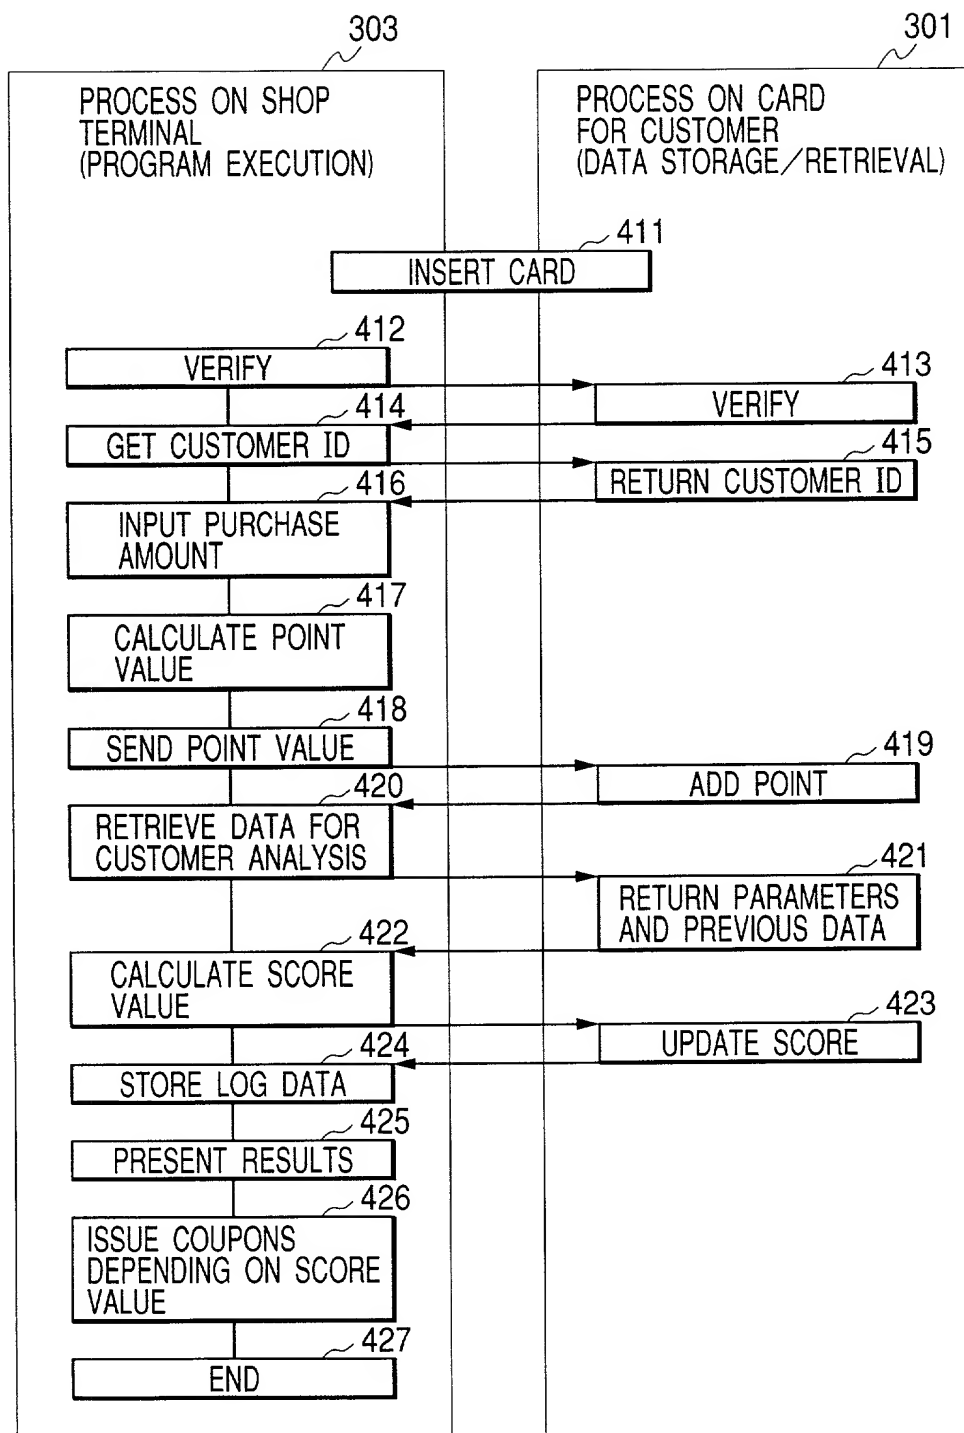 303
301
PROCESS ON SHOP
TERMINAL
(PROGRAM EXECUTION)
PROCESS ON CARD
FOR CUSTOMER
(DATA STORAGE/RETRIEVAL)
411
INSERT CARD
412
VERIFY
413
VERIFY
414
GET CUSTOMER ID
415
RETURN CUSTOMER ID
416
INPUT PURCHASE
AMOUNT
417
CALCULATE POINT
VALUE
418
SEND POINT VALUE
419
ADD POINT
420
RETRIEVE DATA FOR
CUSTOMER ANALYSIS
421
RETURN PARAMETERS
AND PREVIOUS DATA
422
CALCULATE SCORE
VALUE
423
UPDATE SCORE
424
STORE LOG DATA
425
PRESENT RESULTS
426
ISSUE COUPONS
DEPENDING ON SCORE
VALUE
427
END